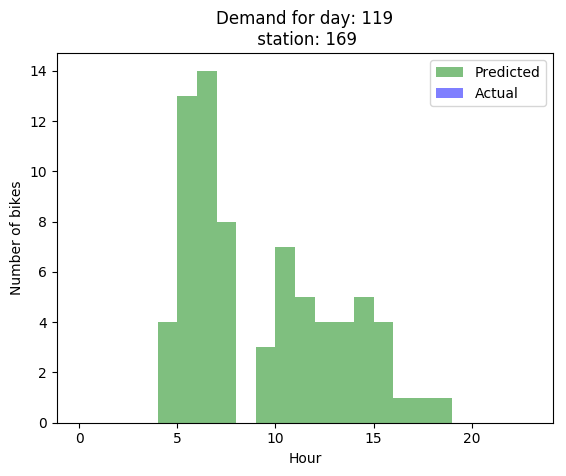 Demand for day: 119
station: 169
Predicted
Actual
Number of bikes
14
12
10
8
6
4
2
0
0
5
10
15
20
Hour